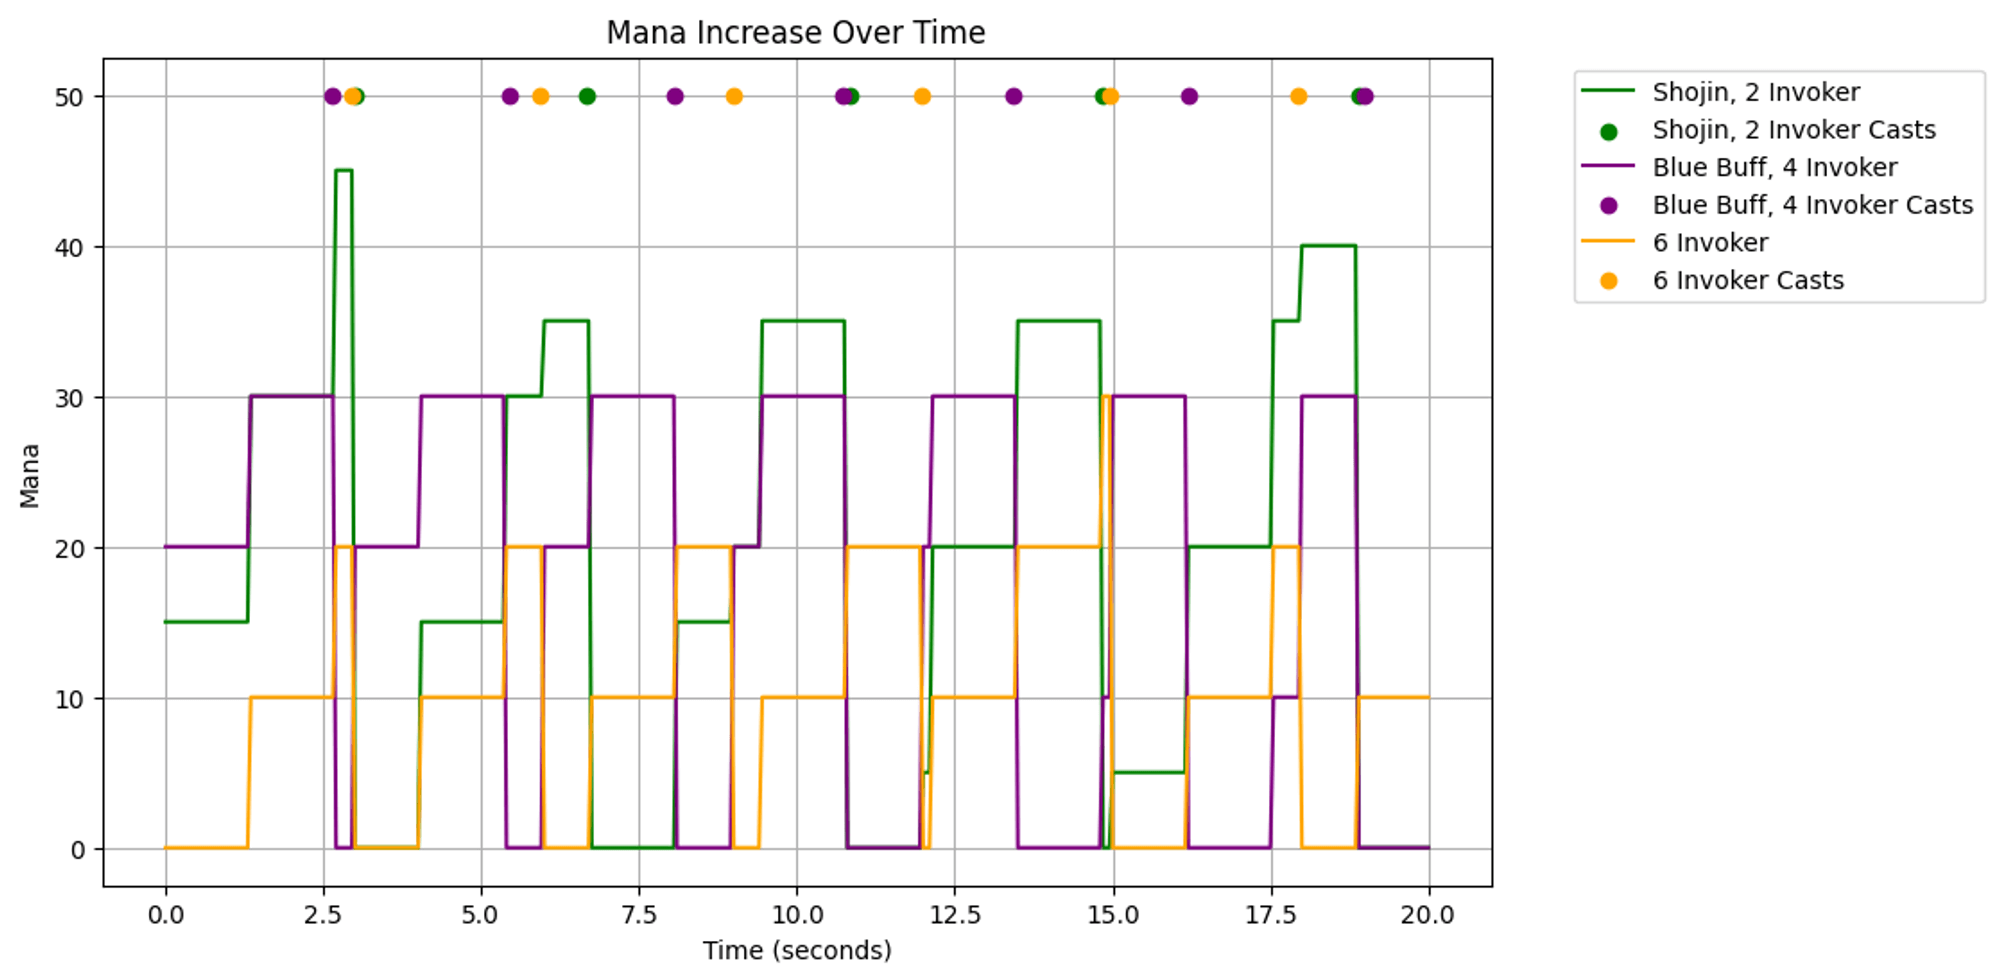 Mana Increase Over Time
50
40
30
20
10
0
Mana
0.0 2.5 5.0 7.5 10.0 12.5 15.0 17.5 20.0
Time (seconds)
Shojin, 2 Invoker
Shojin, 2 Invoker Casts
Blue Buff, 4 Invoker
Blue Buff, 4 Invoker Casts
6 Invoker
6 Invoker Casts